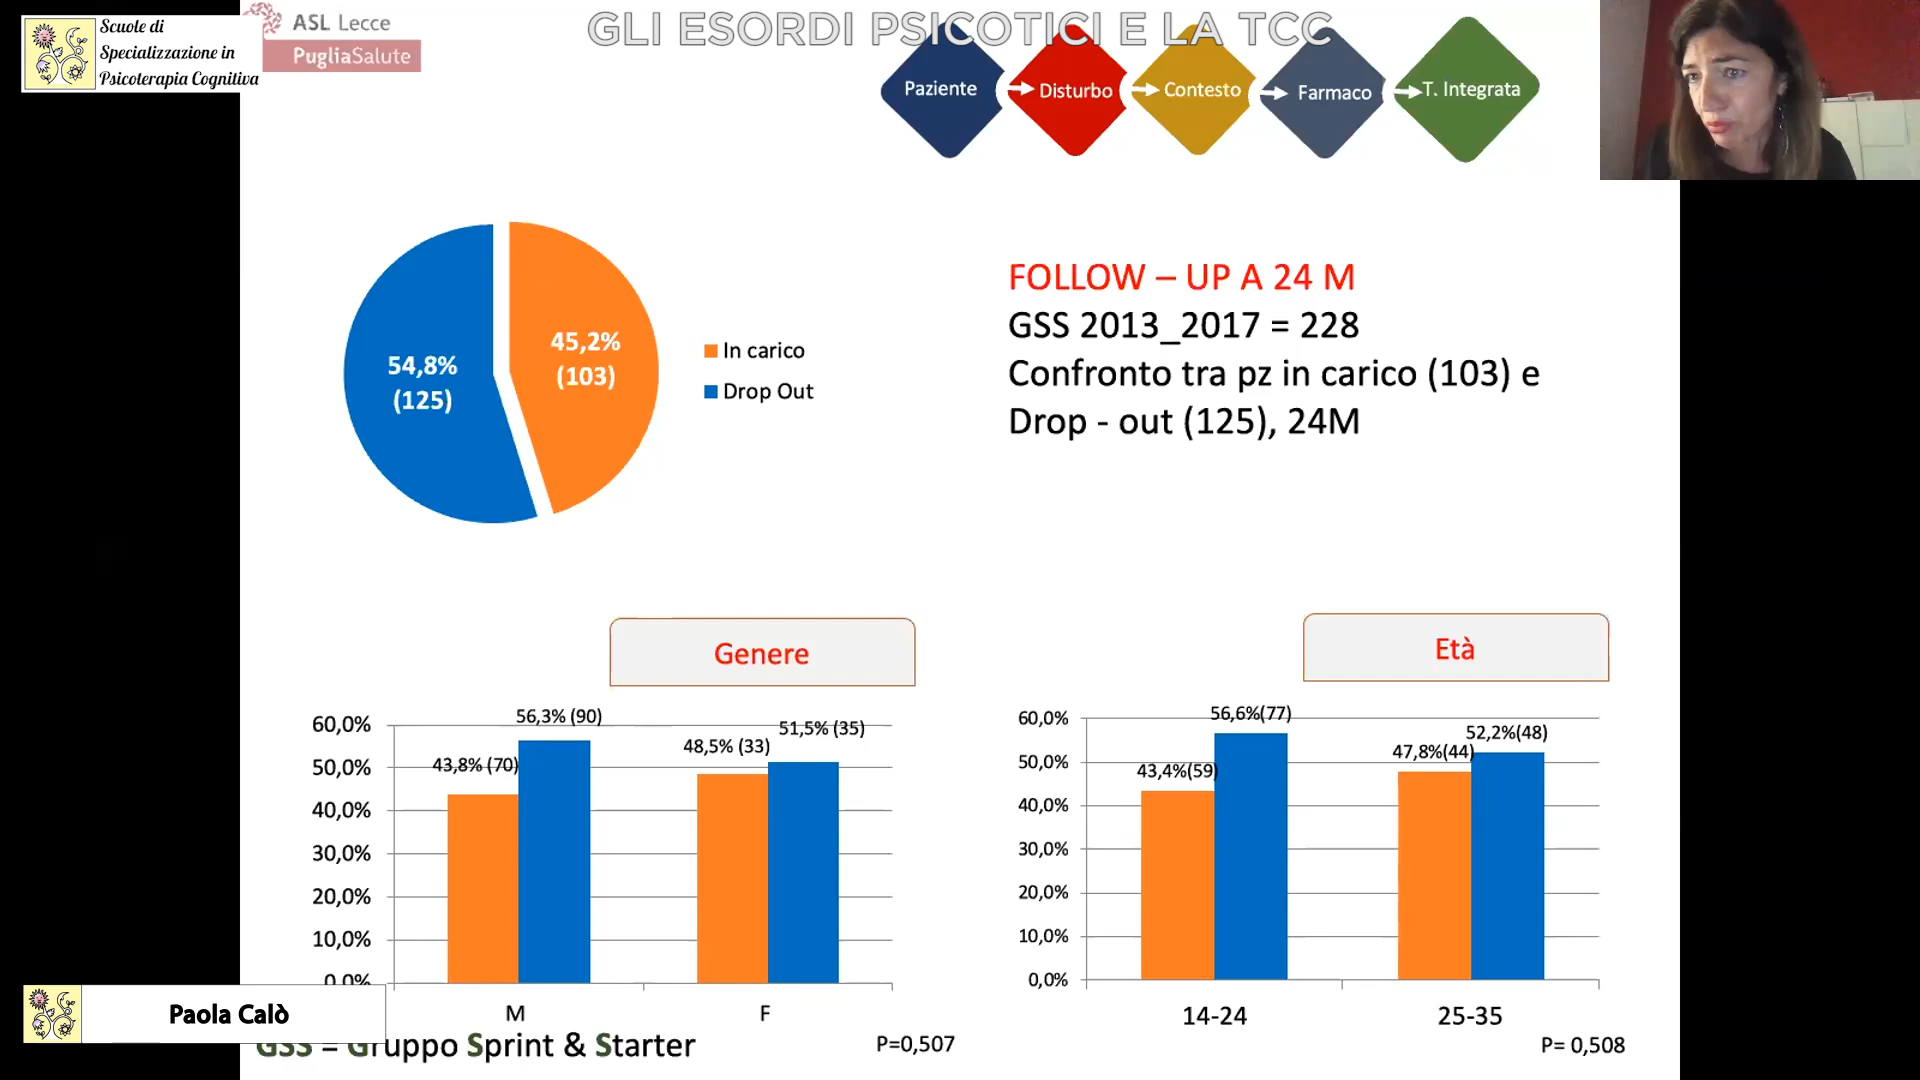 Scuole di
Specializzazione in
Psicoterapia Cognitiva
ASL Lecce
PugliaSalute
GLI ESORDI PSICOTICI E LA TCC
Paziente
Disturbo
Contesto
Farmaco
T. Integrata
54,8%
(125)
45,2%
(103)
In carico
Drop Out
FOLLOW – UP A 24 M
GSS 2013_2017 = 228
Confronto tra pz in carico (103) e
Drop - out (125), 24M
Genere
60,0%
50,0%
40,0%
30,0%
20,0%
10,0%
0,0%
43,8% (70)
56,3% (90)
48,5% (33)
51,5% (35)
M
F
P=0,507
Età
60,0%
50,0%
40,0%
30,0%
20,0%
10,0%
0,0%
43,4%(59)
56,6%(77)
47,8%(44)
52,2%(48)
14-24
25-35
P= 0,508
Paola Calò
GSS = Gruppo Sprint & Starter